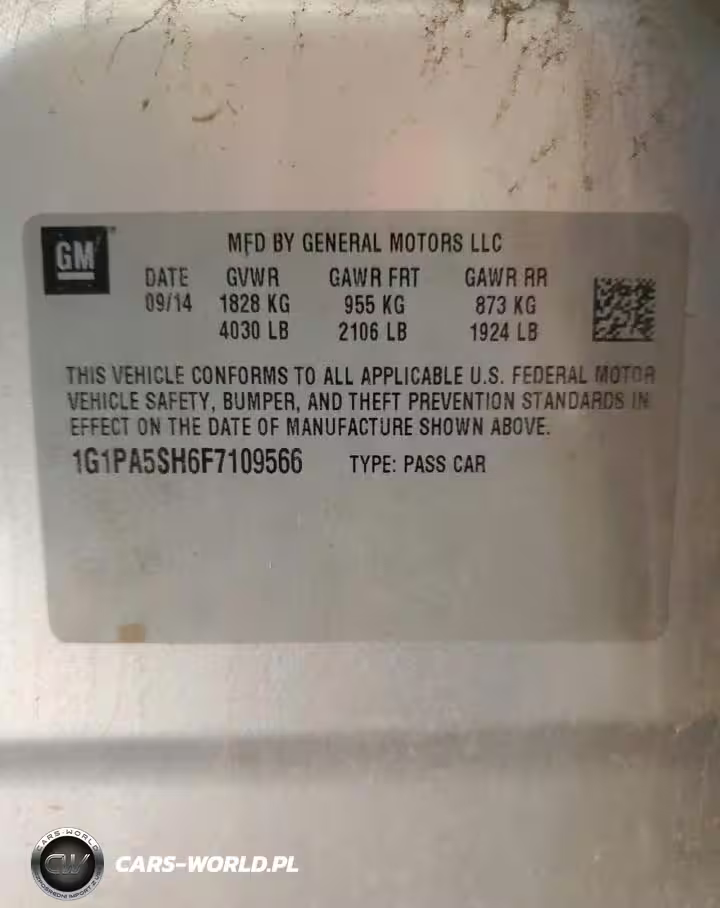 GM
MFD BY GENERAL MOTORS LLC
DATE GVWR GAWR FRT GAWR RR
09/14 1828 KG 955 KG 873 KG
4030 LB 2106 LB 1924 LB
THIS VEHICLE CONFORMS TO ALL APPLICABLE U.S. FEDERAL MOTOR
VEHICLE SAFETY, BUMPER, AND THEFT PREVENTION STANDARDS IN
EFFECT ON THE DATE OF MANUFACTURE SHOWN ABOVE.
1G1PA5SH6F7109566 TYPE: PASS CAR
CARS-WORLD
CW
CARS-WORLD.PL